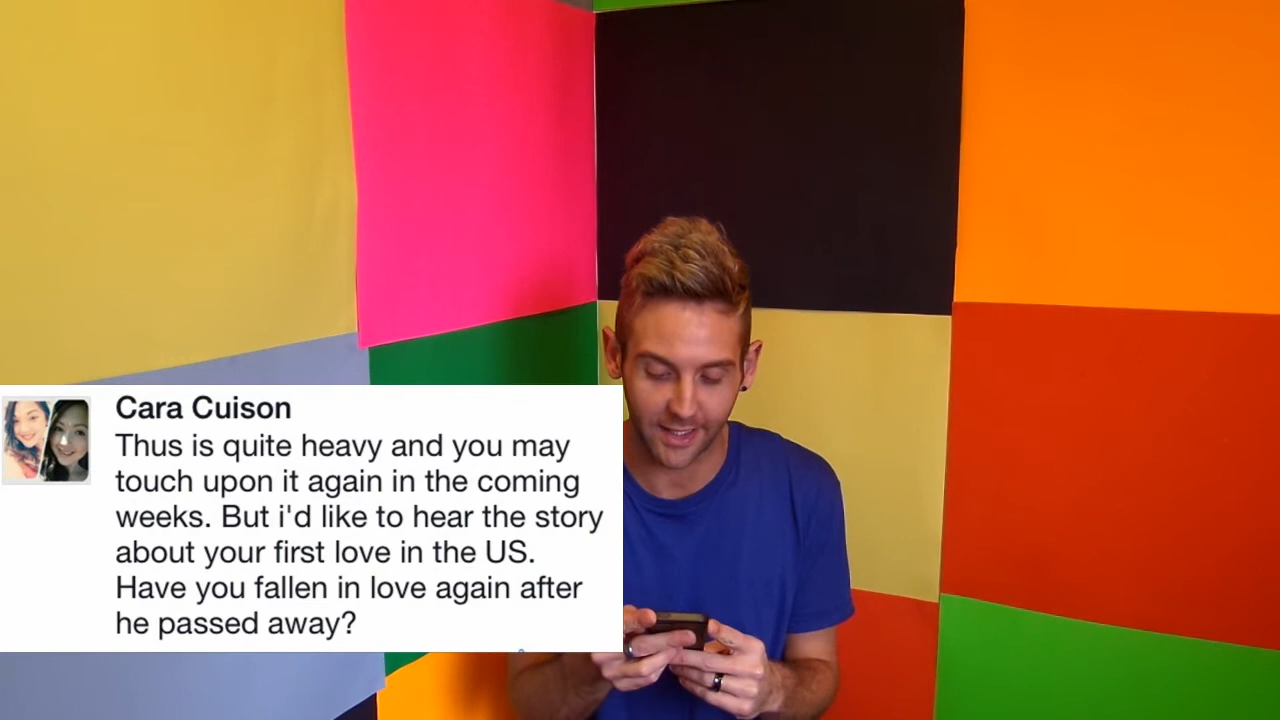 Cara Cuison
Thus is quite heavy and you may
touch upon it again in the coming
weeks. But i'd like to hear the story
about your first love in the US.
Have you fallen in love again after
he passed away?